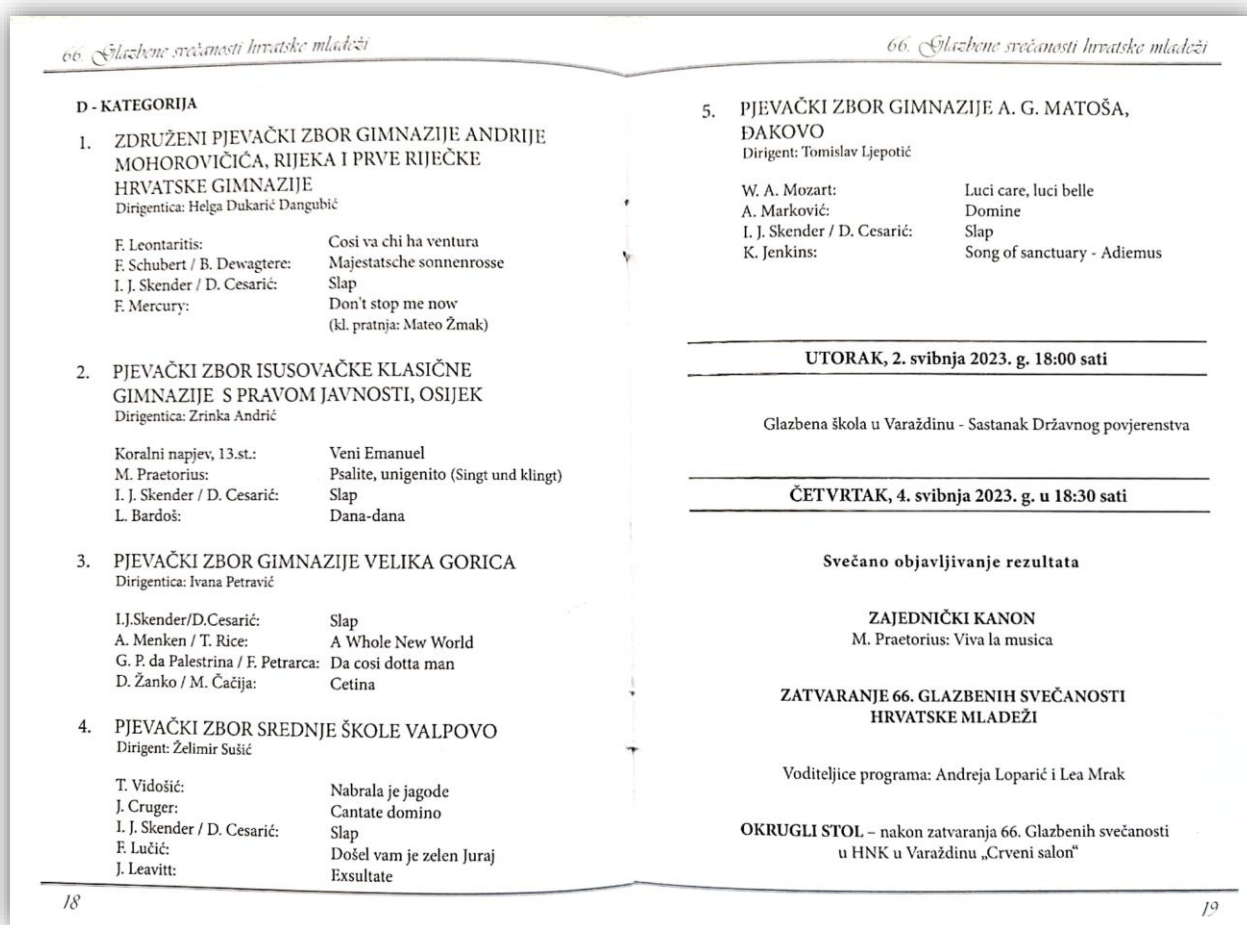 66. Glazbene svečanosti hrvatske mladeži
D - KATEGORIJA
1. ZDRUŽENI PJEVAČKI ZBOR GIMNAZIJE ANDRIJE
MOHOROVIČIĆA, RIJEKA I PRVE RIJEČKE
HRVATSKE GIMNAZIJE
Dirigentica: Helga Dukarić Dangubić
F. Leontaritis: Cosi va chi ha ventura
F. Schubert / B. Dewagtere: Majestatsche sonnenrosse
I. J. Skender / D. Cesarić: Slap
F. Mercury: Don't stop me now
(kl. pratnja: Mateo Žmak)
2. PJEVAČKI ZBOR ISUSOVAČKE KLASIČNE
GIMNAZIJE S PRAVOM JAVNOSTI, OSIJEK
Dirigentica: Zrinka Andrić
Koralni napjev, 13.st.: Veni Emanuel
M. Praetorius: Psalite, unigenito (Singt und klingt)
I. J. Skender / D. Cesarić: Slap
L. Bardoš: Dana-dana
3. PJEVAČKI ZBOR GIMNAZIJE VELIKA GORICA
Dirigentica: Ivana Petravić
I.J.Skender/D.Cesarić: Slap
A. Menken / T. Rice: A Whole New World
G. P. da Palestrina / F. Petrarca: Da cosi dotta man
D. Žanko / M. Čačija: Cetina
4. PJEVAČKI ZBOR SREDNJE ŠKOLE VALPOVO
Dirigent: Želimir Sušić
T. Vidošić: Nabrala je jagode
J. Cruger: Cantate domino
I. J. Skender / D. Cesarić: Slap
F. Lučić: Došel vam je zelen Juraj
J. Leavitt: Exsultate
18
66. Glazbene svečanosti hrvatske mladeži
5. PJEVAČKI ZBOR GIMNAZIJE A. G. MATOŠA,
ĐAKOVO
Dirigent: Tomislav Ljepotić
W. A. Mozart: Luci care, luci belle
A. Marković: Domine
I. J. Skender / D. Cesarić: Slap
K. Jenkins: Song of sanctuary - Adiemus
UTORAK, 2. svibnja 2023. g. 18:00 sati
Glazbena škola u Varaždinu - Sastanak Državnog povjerenstva
ČETVRTAK, 4. svibnja 2023. g. u 18:30 sati
Svečano objavljivanje rezultata
ZAJEDNIČKI KANON
M. Praetorius: Viva la musica
ZATVARANJE 66. GLAZBENIH SVEČANOSTI
HRVATSKE MLADEŽI
Voditeljice programa: Andreja Loparić i Lea Mrak
OKRUGLI STOL – nakon zatvaranja 66. Glazbenih svečanosti
u HNK u Varaždinu „Crveni salon“
19